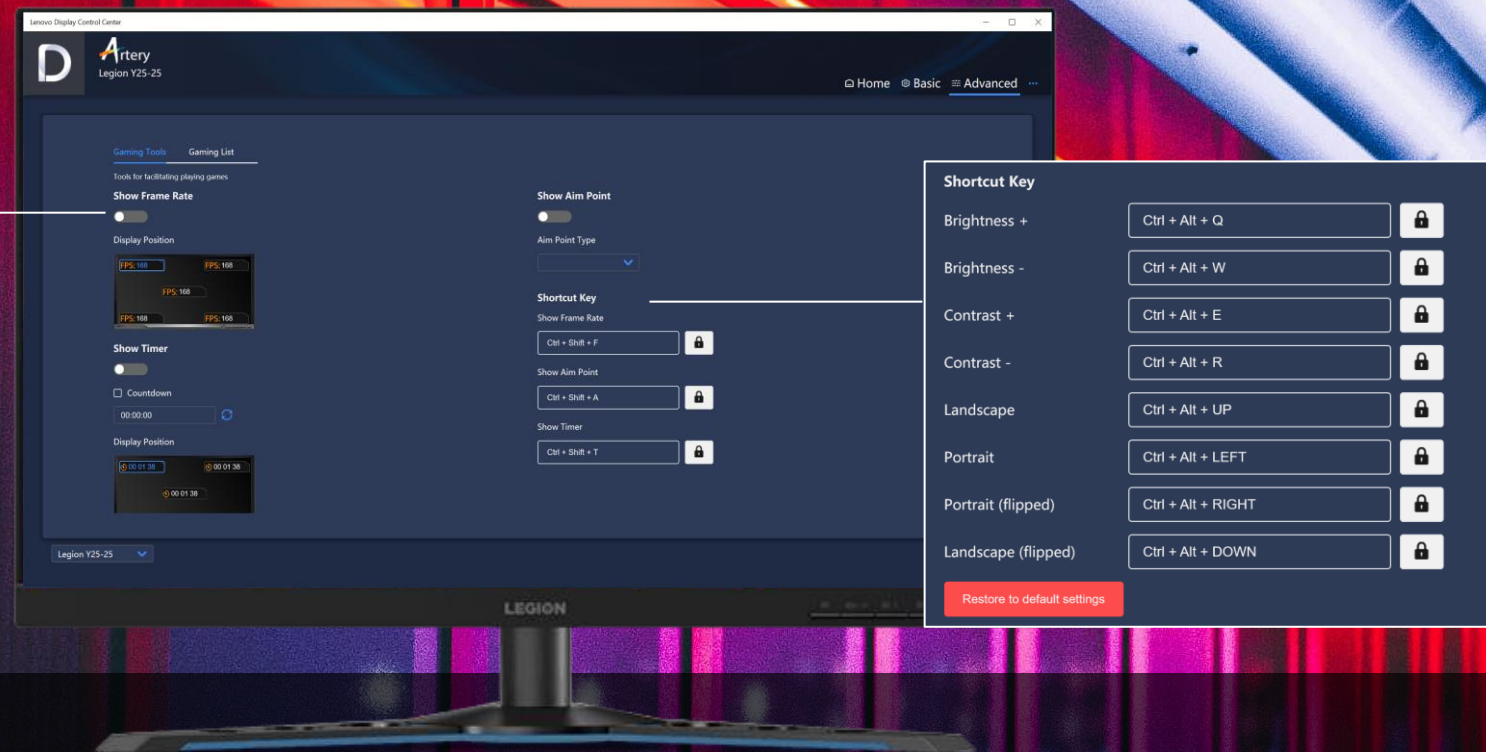 Lenovo Display Control Center
D
Artery
Legion Y25-25
Home Basic Advanced ...
Gaming Tools Gaming List
Tools for facilitating playing games
Show Frame Rate
Display Position
FPS: 168 FPS: 168
FPS: 168
FPS: 168 FPS: 168
Show Timer
Countdown
00:00:00
Display Position
00 01 38 00 01 38
00 01 38
Show Aim Point
Aim Point Type
Shortcut Key
Show Frame Rate
Ctrl + Shift + F
Show Aim Point
Ctrl + Shift + A
Show Timer
Ctrl + Shift + T
Legion Y25-25
LEGION
Shortcut Key
Brightness + Ctrl + Alt + Q
Brightness - Ctrl + Alt + W
Contrast + Ctrl + Alt + E
Contrast - Ctrl + Alt + R
Landscape Ctrl + Alt + UP
Portrait Ctrl + Alt + LEFT
Portrait (flipped) Ctrl + Alt + RIGHT
Landscape (flipped) Ctrl + Alt + DOWN
Restore to default settings